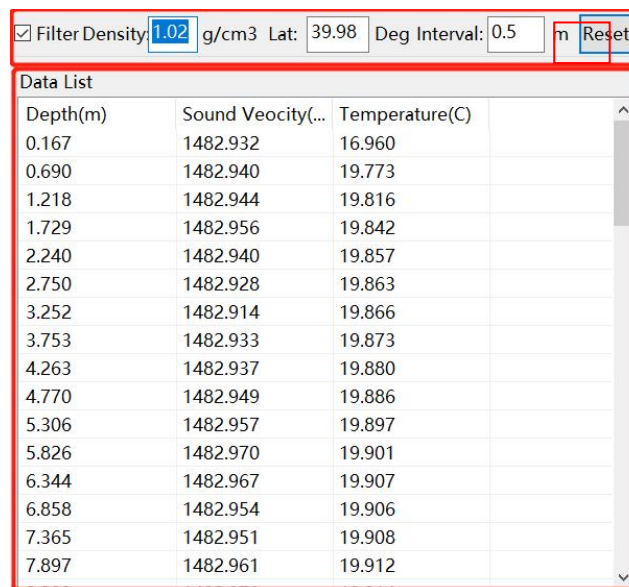 Filter Density: 1.02 g/cm3 Lat: 39.98 Deg Interval: 0.5 m Reset
Data List
Depth(m) Sound Veocity(... Temperature(C)
0.167 1482.932 16.960
0.690 1482.940 19.773
1.218 1482.944 19.816
1.729 1482.956 19.842
2.240 1482.940 19.857
2.750 1482.928 19.863
3.252 1482.914 19.866
3.753 1482.933 19.873
4.263 1482.937 19.880
4.770 1482.949 19.886
5.306 1482.957 19.897
5.826 1482.970 19.901
6.344 1482.967 19.907
6.858 1482.954 19.906
7.365 1482.951 19.908
7.897 1482.961 19.912